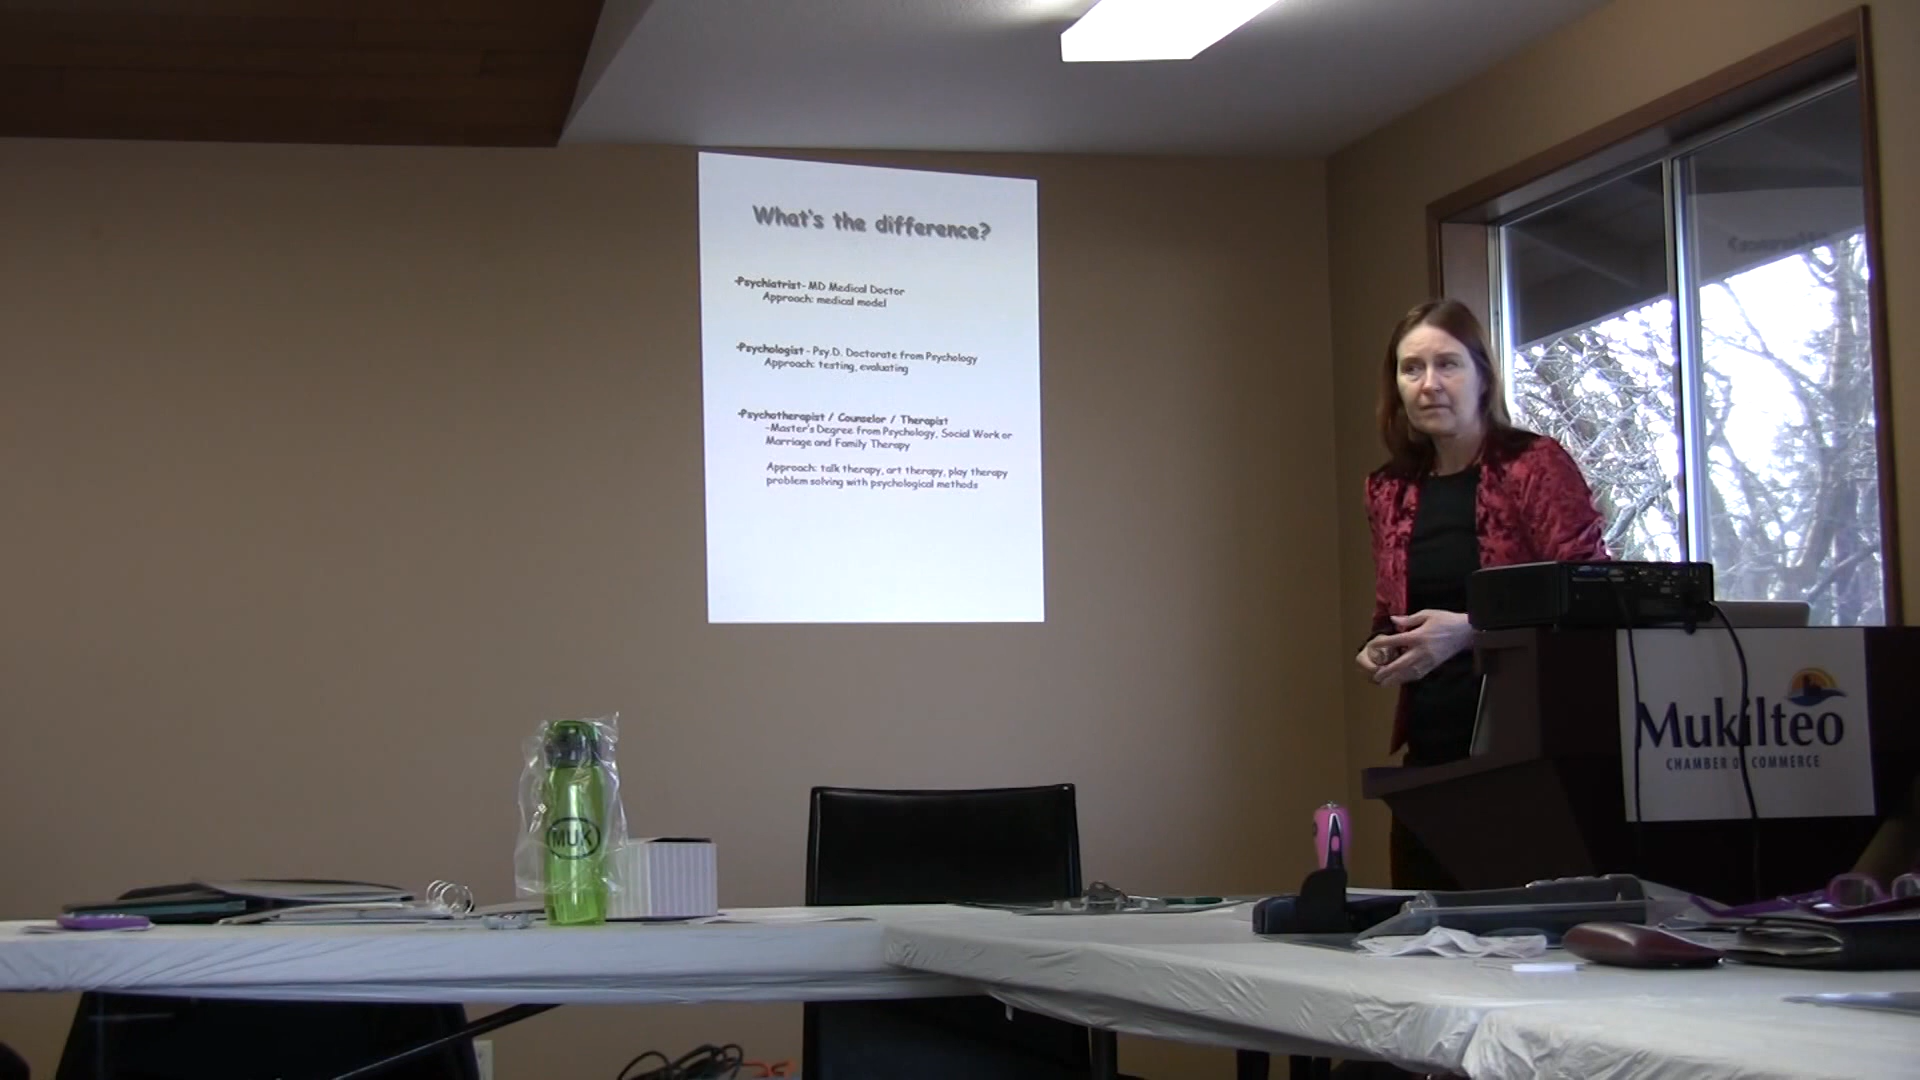 What's the difference?
•Psychiatrist- MD Medical Doctor
Approach: medical model
•Psychologist - Psy.D. Doctorate from Psychology
Approach: testing, evaluating
•Psychotherapist / Counselor / Therapist
-Master's Degree from Psychology, Social Work or
Marriage and Family Therapy
Approach: talk therapy, art therapy, play therapy
problem solving with psychological methods
Mukilteo
CHAMBER OF COMMERCE
MUK